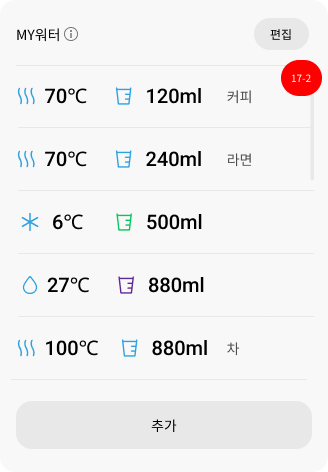 MY워터
편집
17-2
70℃ 120ml 커피
70℃ 240ml 라면
6℃ 500ml
27℃ 880ml
100℃ 880ml 차
추가